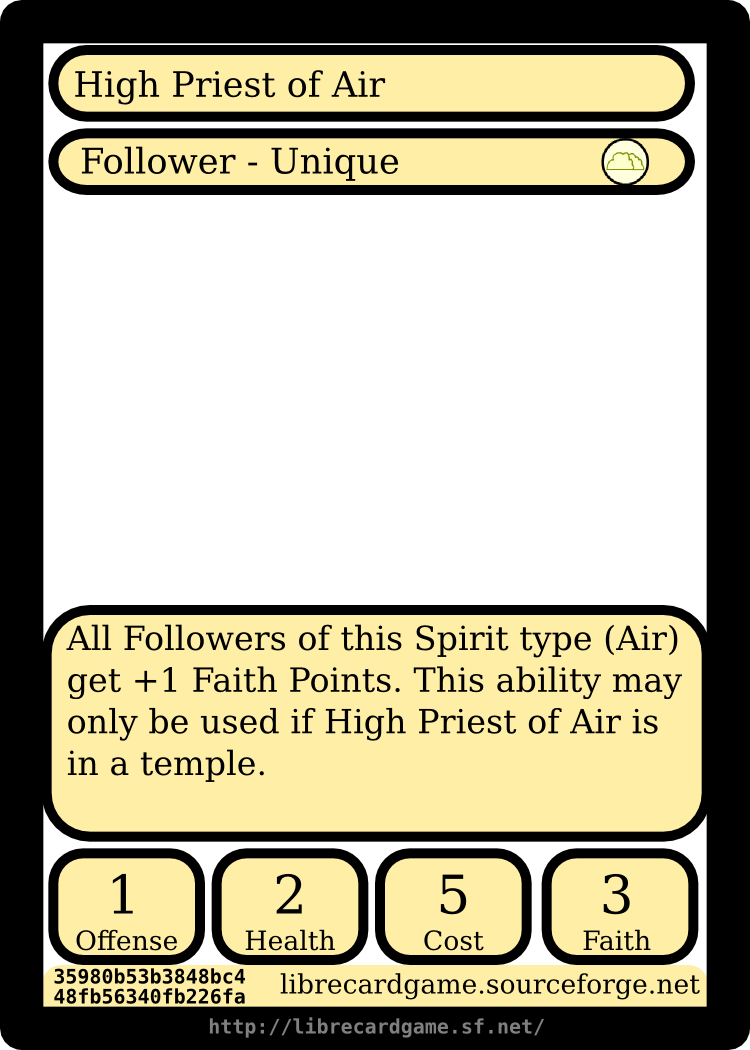 High Priest of Air
Follower - Unique
All Followers of this Spirit type (Air)
get +1 Faith Points. This ability may
only be used if High Priest of Air is
in a temple.
1
Offense
2
Health
5
Cost
3
Faith
35980b53b3848bc4
48fb56340fb226fa
librecardgame.sourceforge.net
http://librecardgame.sf.net/